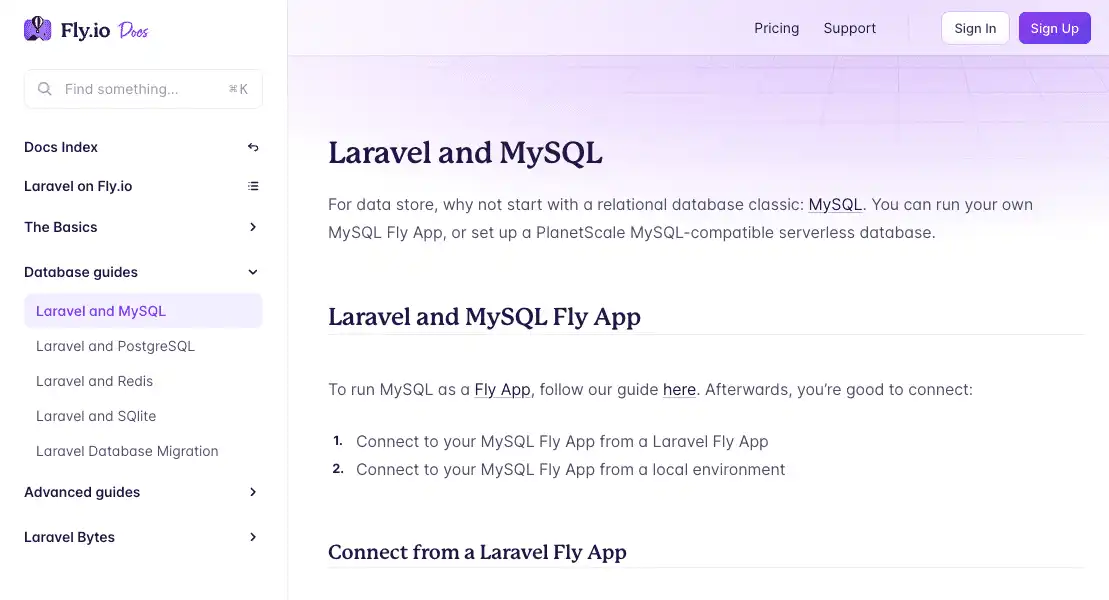 Fly.io Docs
Find something... ⌘K
Docs Index
Laravel on Fly.io
The Basics
Database guides
Laravel and MySQL
Laravel and PostgreSQL
Laravel and Redis
Laravel and SQlite
Laravel Database Migration
Advanced guides
Laravel Bytes
Pricing Support Sign In Sign Up
Laravel and MySQL
For data store, why not start with a relational database classic: MySQL. You can run your own
MySQL Fly App, or set up a PlanetScale MySQL-compatible serverless database.
Laravel and MySQL Fly App
To run MySQL as a Fly App, follow our guide here. Afterwards, you’re good to connect:
1. Connect to your MySQL Fly App from a Laravel Fly App
2. Connect to your MySQL Fly App from a local environment
Connect from a Laravel Fly App